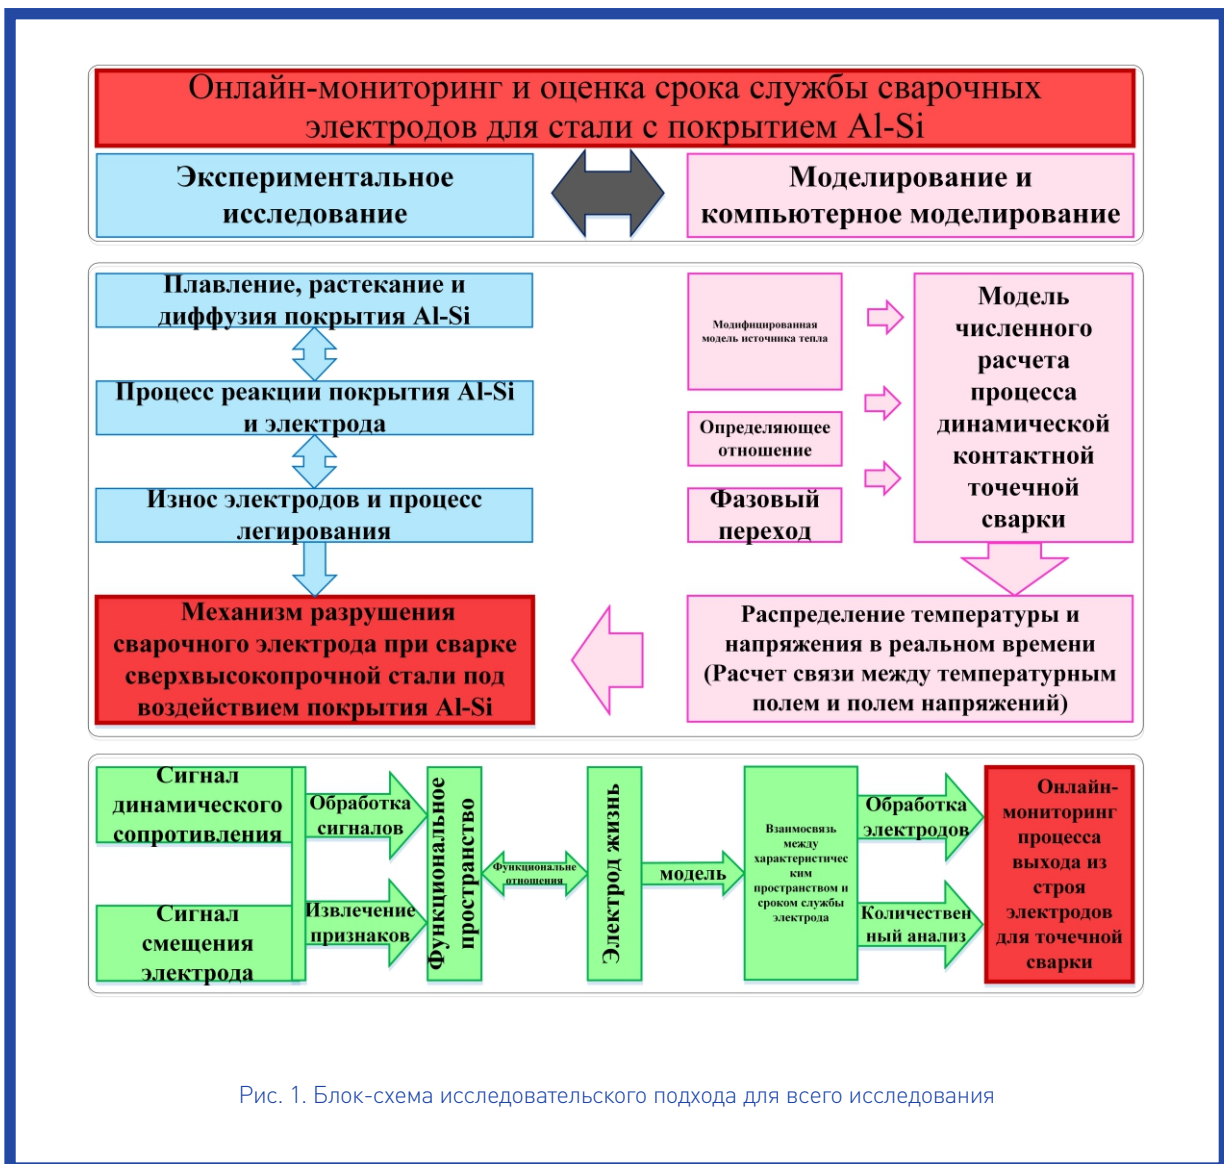 Онлайн-мониторинг и оценка срока службы сварочных
электродов для стали с покрытием Al-Si
Экспериментальное
исследование
Моделирование и
компьютерное моделирование
Плавление, растекание и
диффузия покрытия Al-Si
Процесс реакции покрытия Al-Si
и электрода
Износ электродов и процесс
легирования
Механизм разрушения
сварочного электрода при сварке
сверхвысокопрочной стали под
воздействием покрытия Al-Si
Модифицированная
модель источника тепла
Определяющее
отношение
Фазовый
переход
Модель
численного
расчета
процесса
динамической
контактной
точечной
сварки
Распределение температуры и
напряжения в реальном времени
(Расчет связи между температурным
полем и полем напряжений)
Сигнал
динамического
сопротивления
Сигнал
смещения
электрода
Обработка
сигналов
Извлечение
признаков
Функциональное
пространство
Функциональне
отношения
Электрод жизнь
модель
Взаимосвязь
между
характеристичес
ким
пространством и
сроком службы
электрода
Обработка
электродов
Количествен
ный анализ
Онлайн-
мониторинг
процесса
выхода из
строя
электродов
для точечной
сварки
Рис. 1. Блок-схема исследовательского подхода для всего исследования